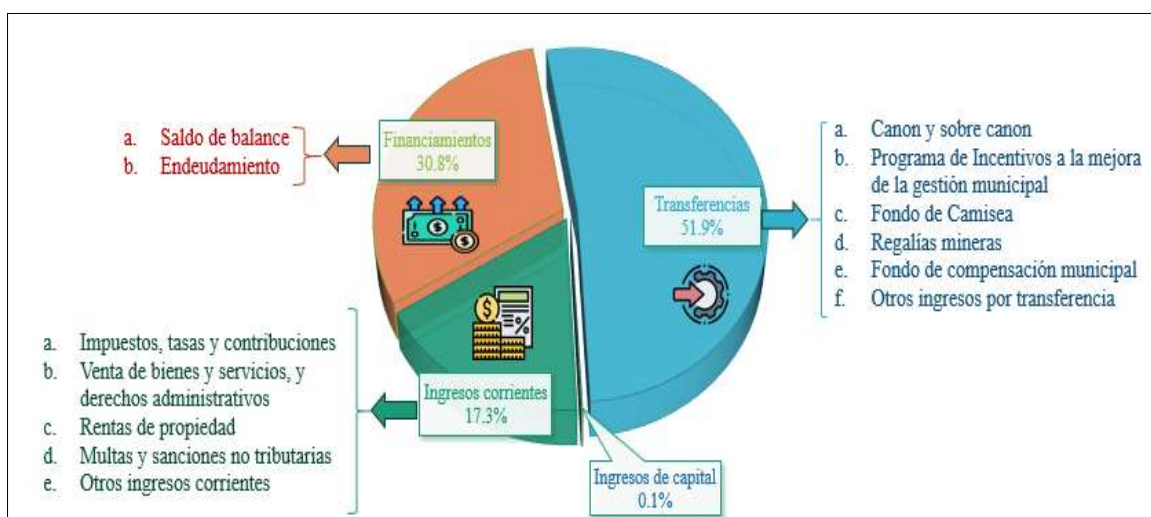 a. Saldo de balance
b. Endeudamiento
Financiamientos
30.8%
Transferencias
51.9%
a. Canon y sobre canon
b. Programa de Incentivos a la mejora
de la gestión municipal
c. Fondo de Camisea
d. Regalías mineras
e. Fondo de compensación municipal
f. Otros ingresos por transferencia
a. Impuestos, tasas y contribuciones
b. Venta de bienes y servicios, y
derechos administrativos
c. Rentas de propiedad
d. Multas y sanciones no tributarias
e. Otros ingresos corrientes
Ingresos corrientes
17.3%
Ingresos de capital
0.1%